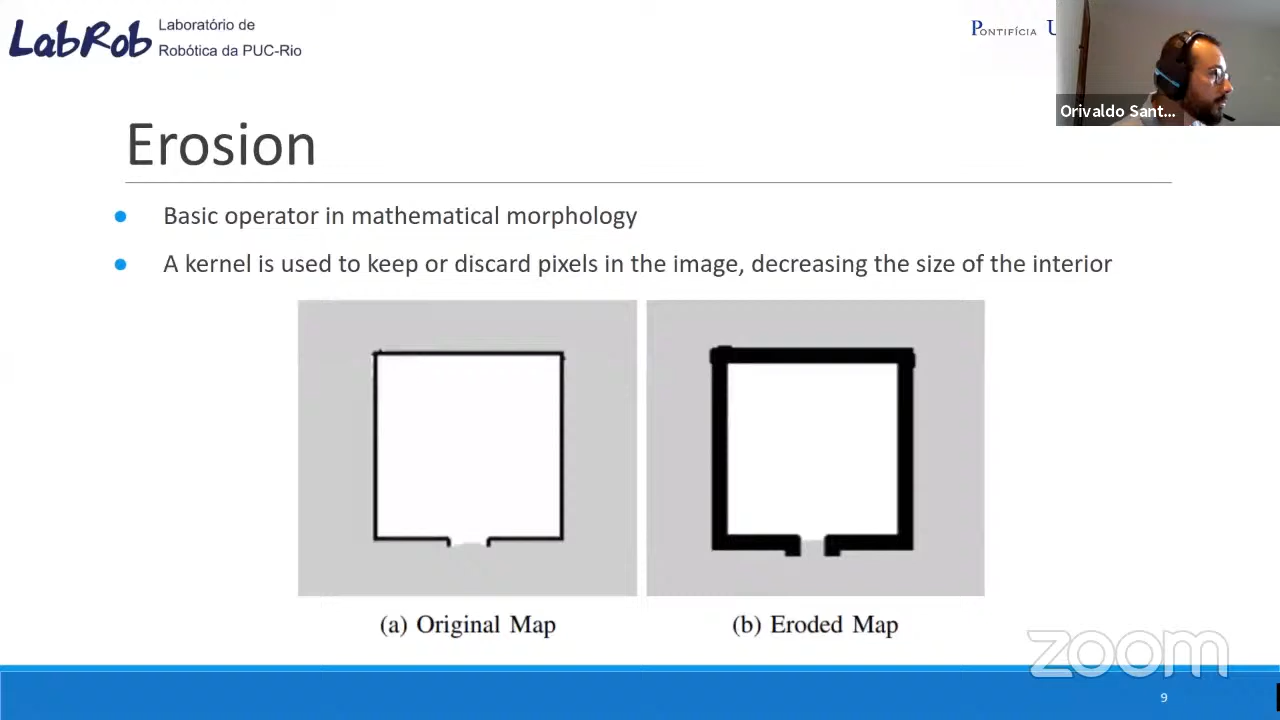 LabRob
Laboratório de
Robótica da PUC-Rio
PONTIFÍCIA U
Orivaldo Sant...
Erosion
● Basic operator in mathematical morphology
● A kernel is used to keep or discard pixels in the image, decreasing the size of the interior
(a) Original Map
(b) Eroded Map
zoom
9